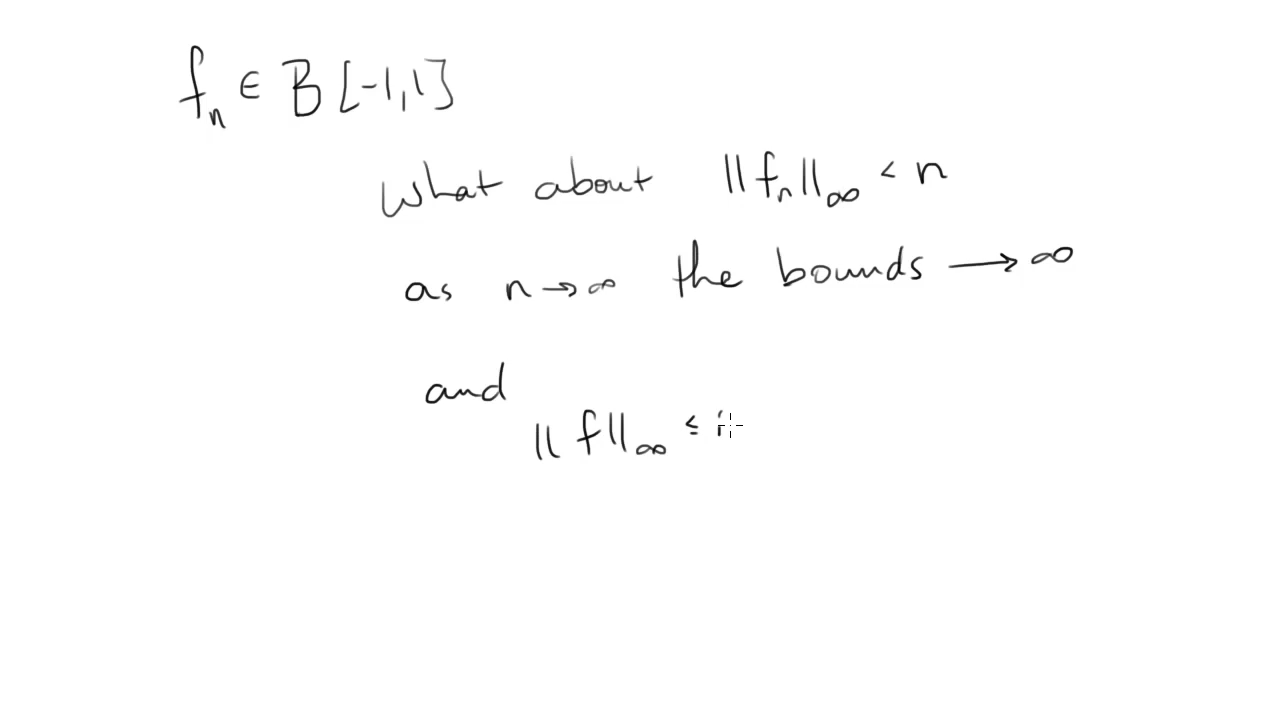 fₙ ∈ B[-1,1]
What about ||fₙ||∞ < n
as n → ∞ the bounds → ∞
and
||f||∞ ≤